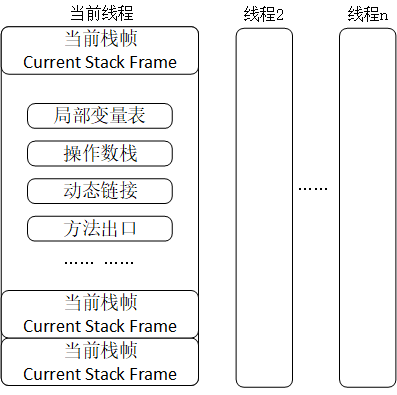 当前线程
线程2
线程n
当前栈帧
Current Stack Frame
局部变量表
操作数栈
动态链接
方法出口
…… ……
……
当前栈帧
Current Stack Frame
当前栈帧
Current Stack Frame